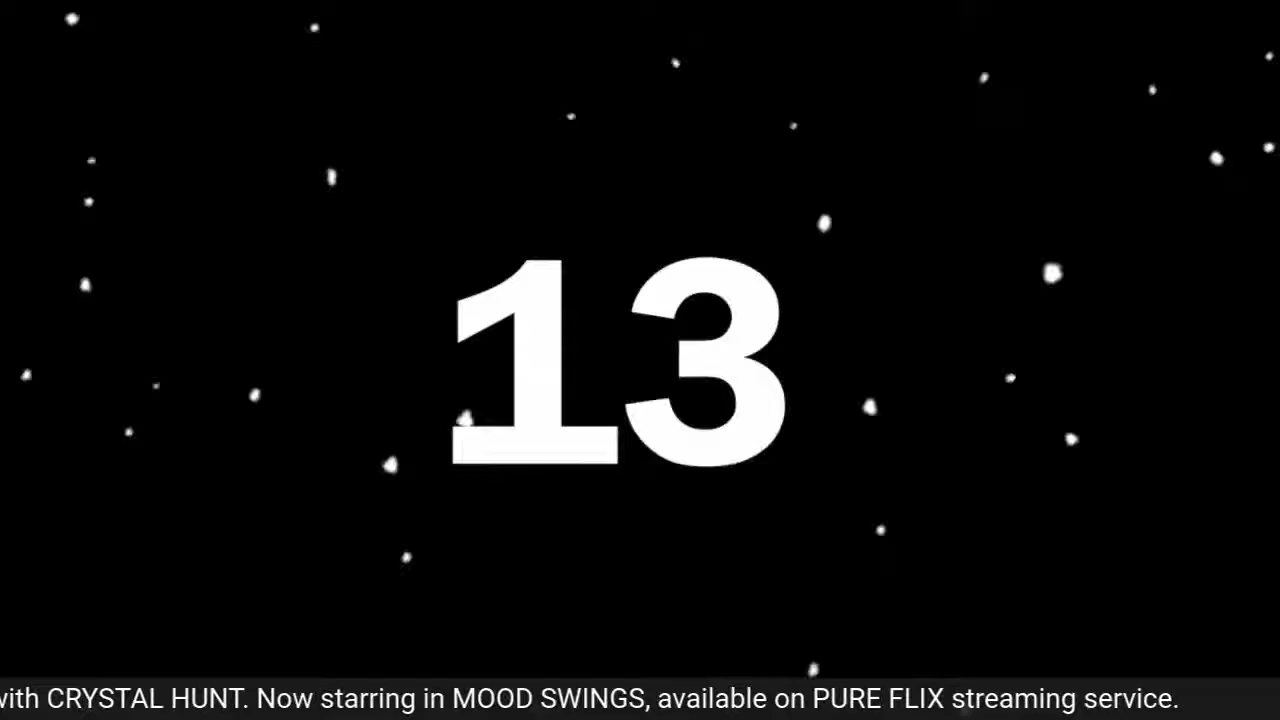 13
with CRYSTAL HUNT. Now starring in MOOD SWINGS, available on PURE FLIX streaming service.